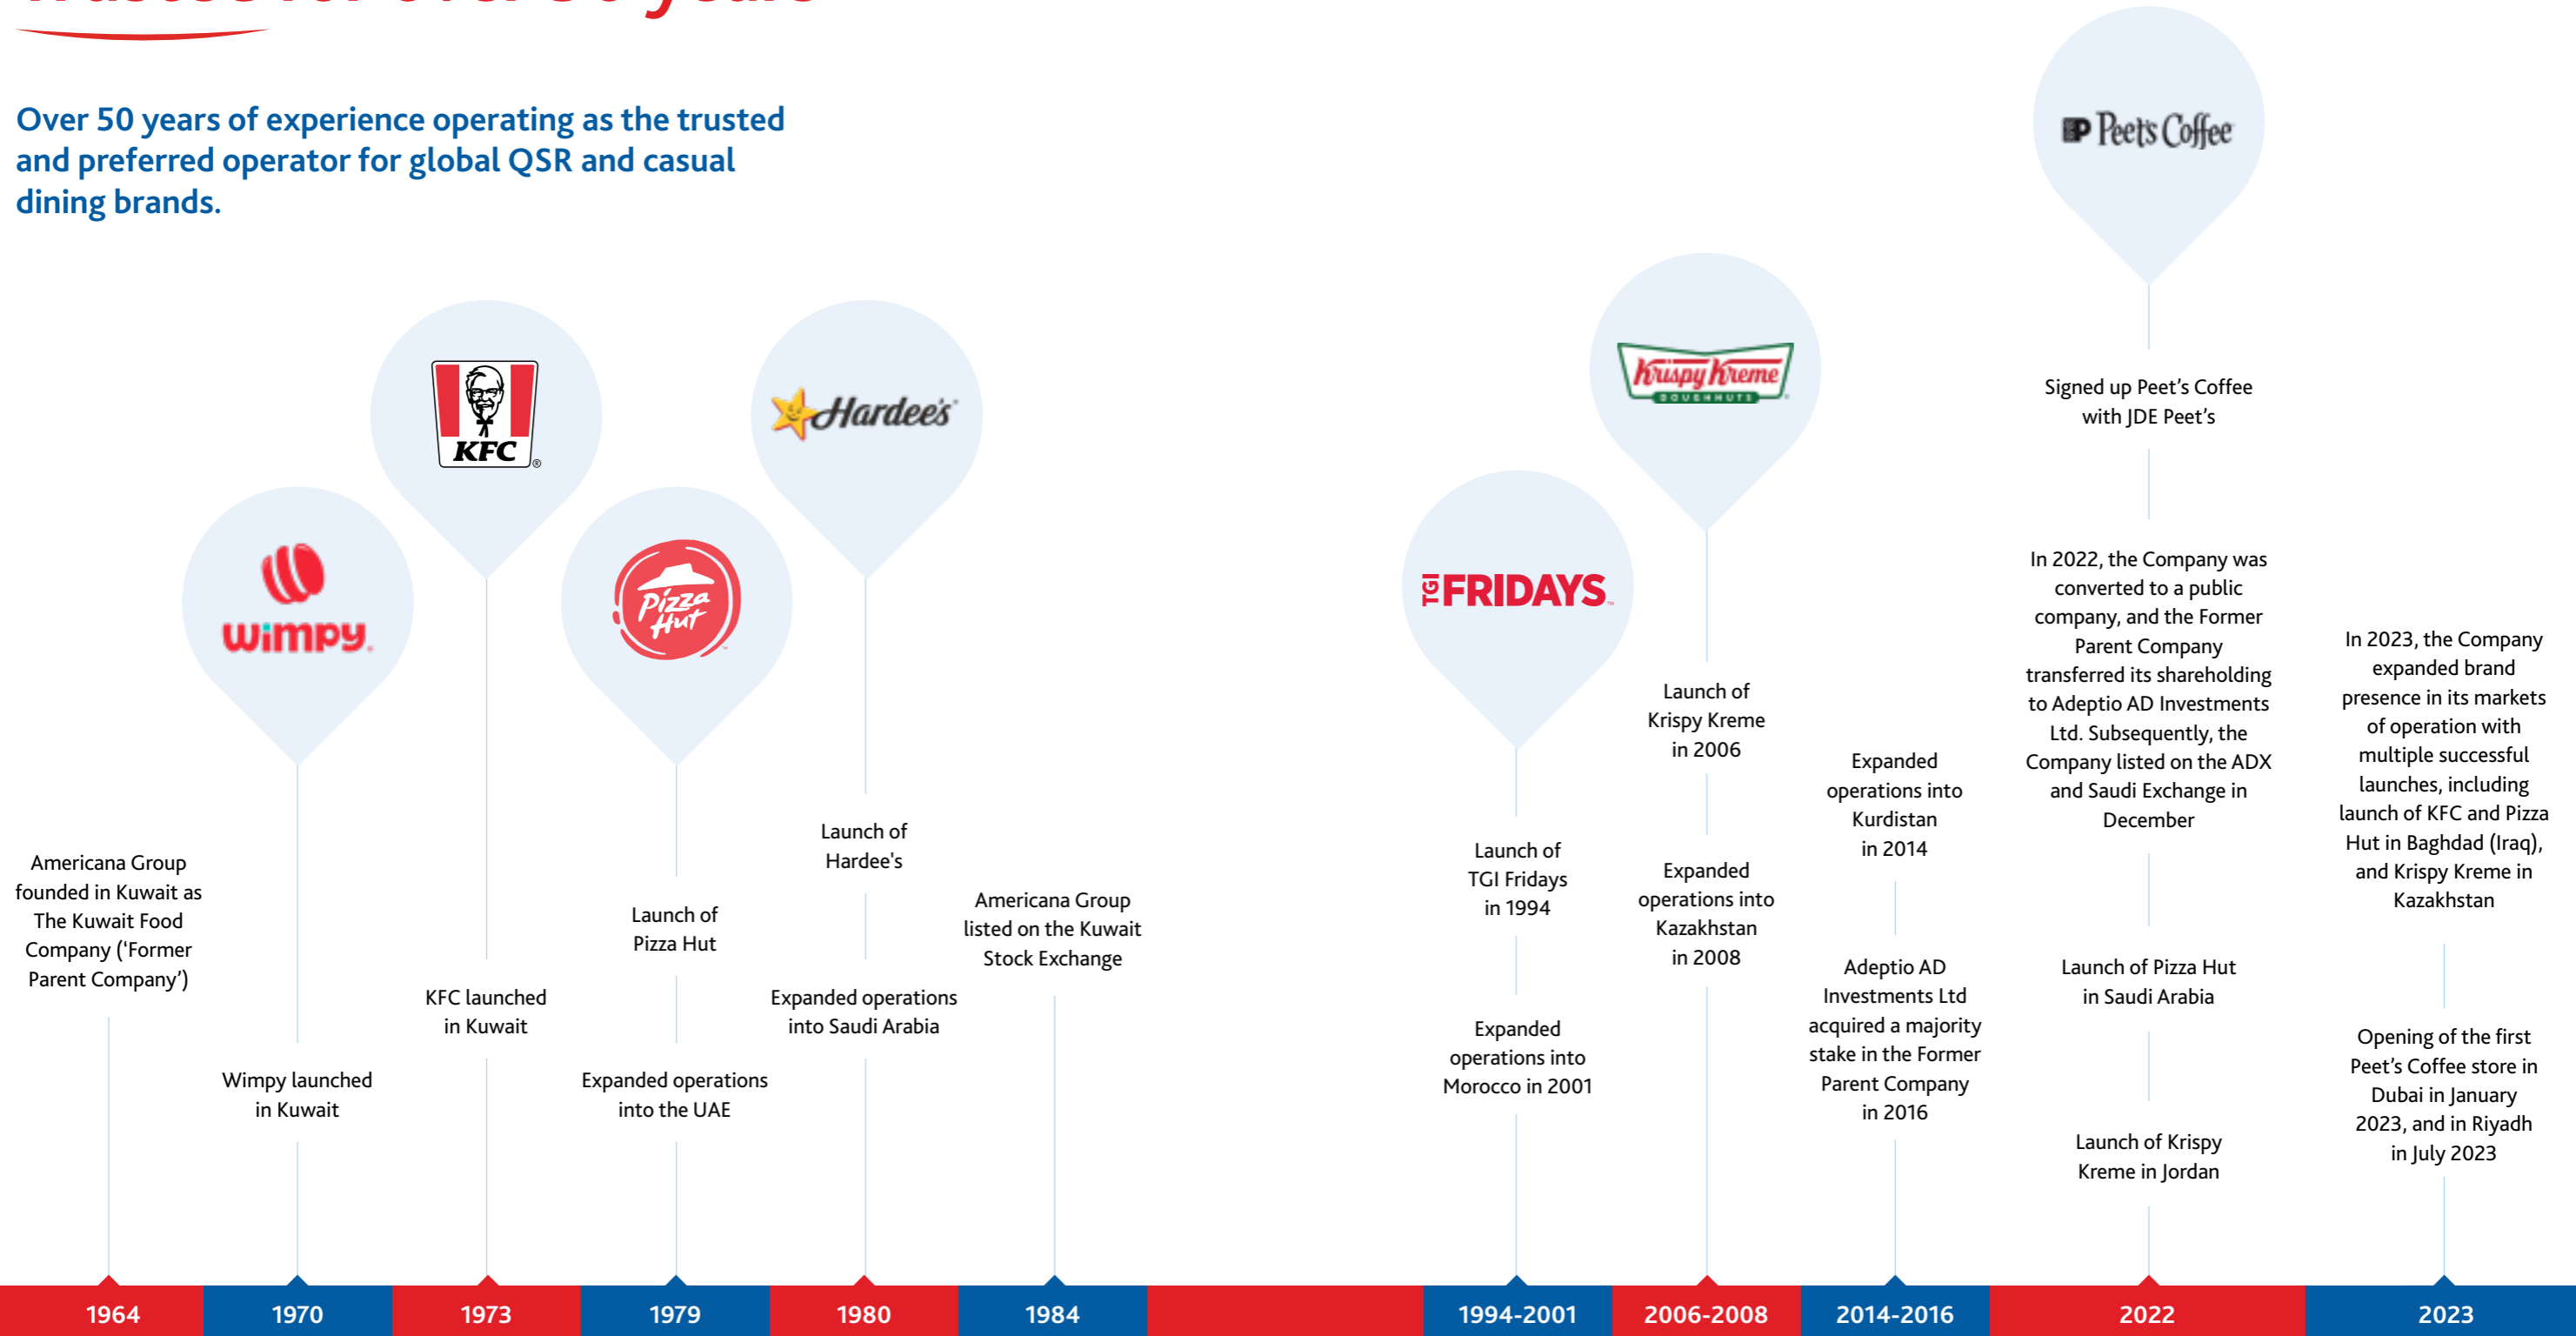 Trusted for over 50 years
Over 50 years of experience operating as the trusted
and preferred operator for global QSR and casual
dining brands.
American Group
founded in Kuwait as
The Kuwait Food
Company (‘Former
Parent Company’)
1964
wimpy
Wimpy launched
in Kuwait
1970
KFC
®
KFC launched
in Kuwait
1973
Pizza
Hut
™
Launch of
Pizza Hut
Expanded operations
into the UAE
1979
Hardee's
Launch of
Hardee's
Expanded operations
into Saudi Arabia
1980
Americana Group
listed on the Kuwait
Stock Exchange
1984
TGI FRIDAYS™
Launch of
TGI Fridays
in 1994
Expanded
operations into
Morocco in 2001
1994-2001
Krispy Kreme
DOUGHNUTS
Launch of
Krispy Kreme
in 2006
Expanded
operations into
Kazakhstan
in 2008
2006-2008
Expanded
operations into
Kurdistan
in 2014
Adeptio AD
Investments Ltd
acquired a majority
stake in the Former
Parent Company
in 2016
2014-2016
Peet's Coffee
Signed up Peet’s Coffee
with JDE Peet’s
In 2022, the Company was
converted to a public
company, and the Former
Parent Company
transferred its shareholding
to Adeptio AD Investments
Ltd. Subsequently, the
Company listed on the ADX
and Saudi Exchange in
December
Launch of Pizza Hut
in Saudi Arabia
Launch of Krispy
Kreme in Jordan
2022
In 2023, the Company
expanded brand
presence in its markets
of operation with
multiple successful
launches, including
launch of KFC and Pizza
Hut in Baghdad (Iraq),
and Krispy Kreme in
Kazakhstan
Opening of the first
Peet’s Coffee store in
Dubai in January
2023, and in Riyadh
in July 2023
2023